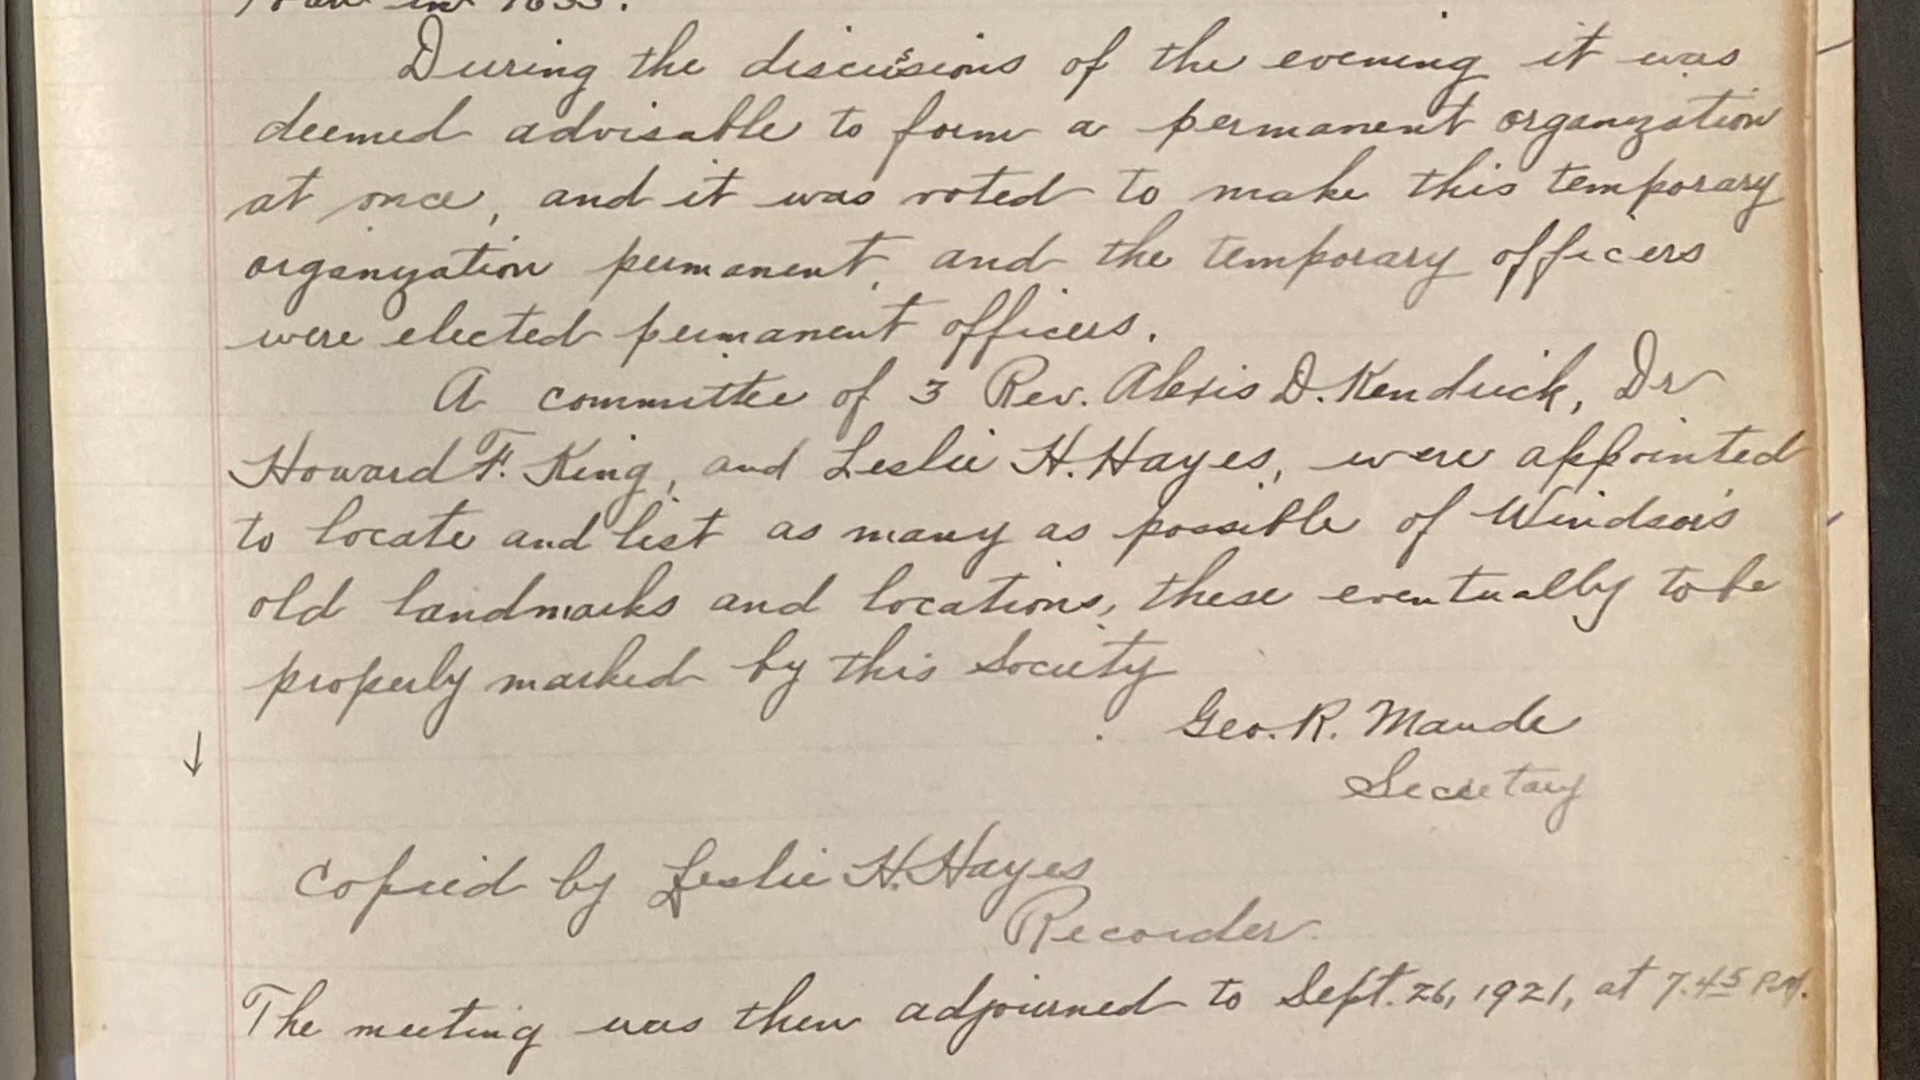 in 1633.
During the discussions of the evening it was
deemed advisable to form a permanent organization
at once, and it was voted to make this temporary
organization permanent, and the temporary officers
were elected permanent officers.
A committee of 3 Rev. Alexis D. Kendrick, Dr
Howard F. King, and Leslie H. Hayes, were appointed
to locate and list as many as possible of Windsor's
old landmarks and locations, these eventually to be
properly marked by this Society
Geo. R. Maude
Secretary
Copied by Leslie H. Hayes
Recorder.
The meeting was then adjourned to Sept. 26, 1921, at 7.45 P.M.